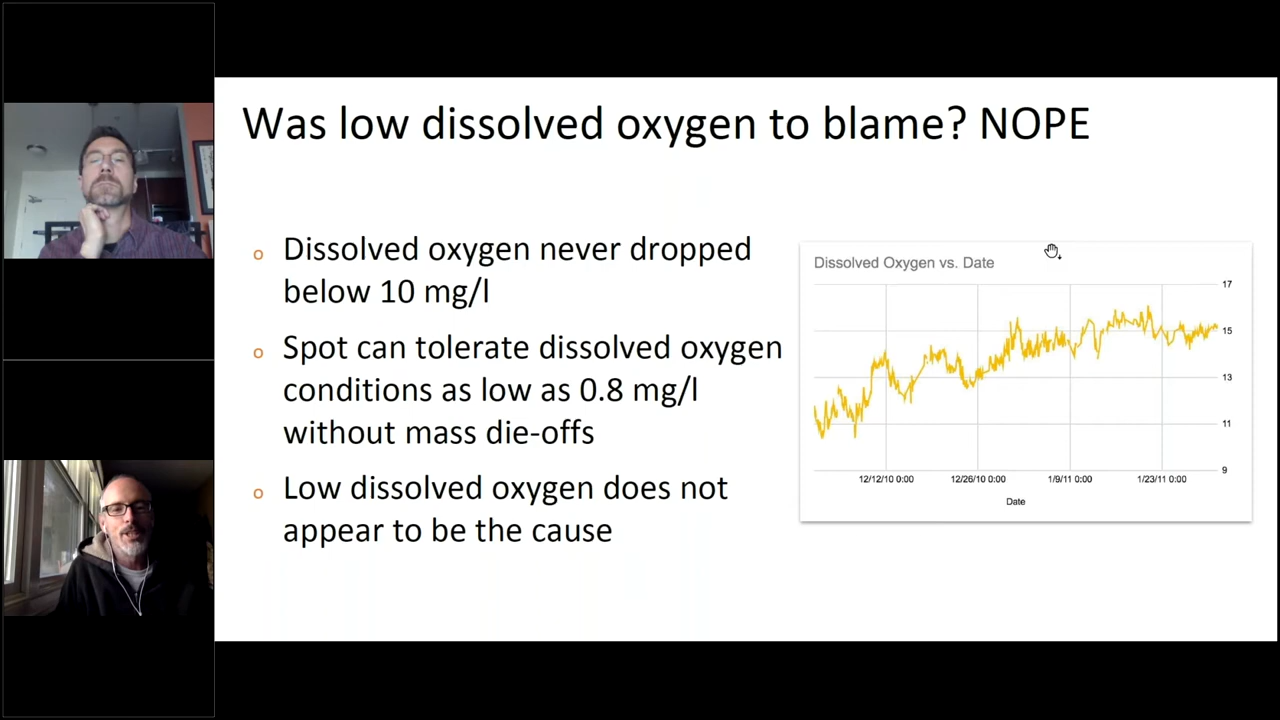 Was low dissolved oxygen to blame? NOPE
o Dissolved oxygen never dropped
below 10 mg/l
o Spot can tolerate dissolved oxygen
conditions as low as 0.8 mg/l
without mass die-offs
o Low dissolved oxygen does not
appear to be the cause
Dissolved Oxygen vs. Date
17
15
13
11
9
12/12/10 0:00 12/26/10 0:00 1/9/11 0:00 1/23/11 0:00
Date